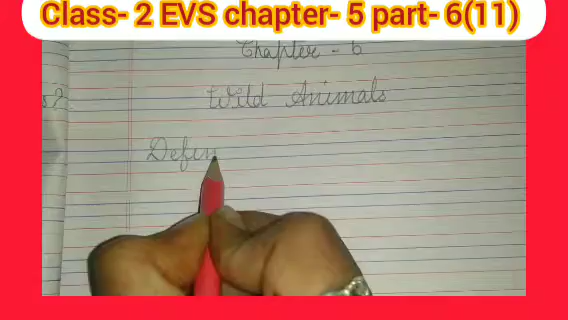 Class- 2 EVS chapter- 5 part- 6(11)
Chapter - 6
s?
Wild Animals
Defin